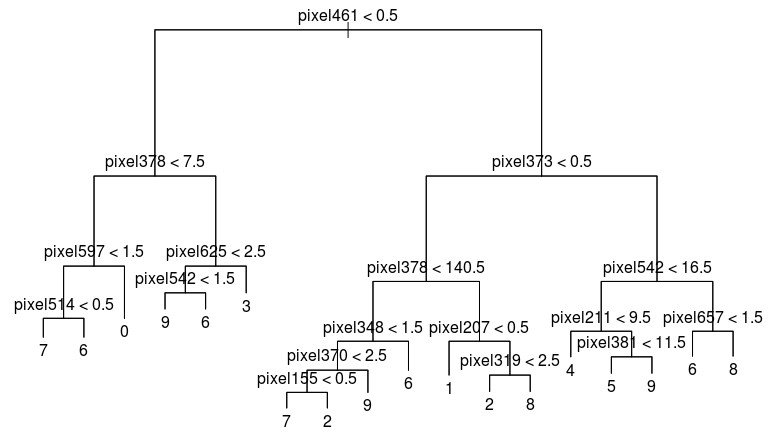 pixel461 < 0.5
pixel378 < 7.5
pixel373 < 0.5
pixel597 < 1.5
pixel625 < 2.5
pixel378 < 140.5
pixel542 < 16.5
pixel514 < 0.5
pixel542 < 1.5
pixel348 < 1.5
pixel207 < 0.5
pixel211 < 9.5
pixel657 < 1.5
7
6
0
9
6
3
pixel370 < 2.5
pixel319 < 2.5
pixel381 < 11.5
pixel155 < 0.5
9
6
1
2
8
4
5
9
6
8
7
2